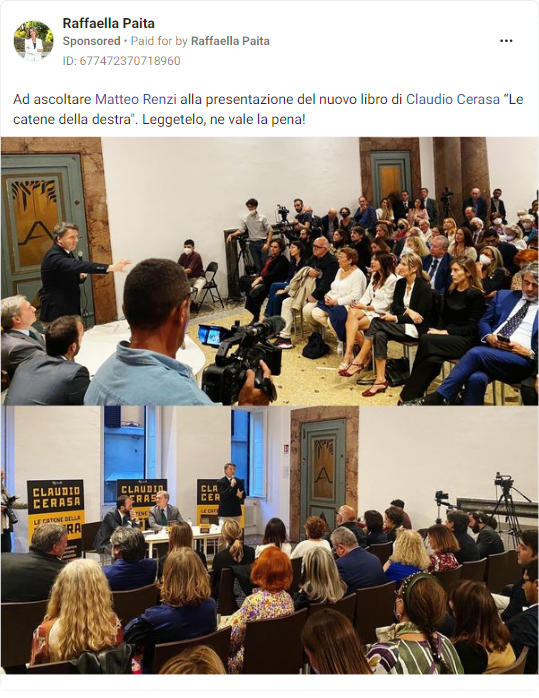 Raffaella Paita
Sponsored • Paid for by Raffaella Paita
ID: 677472370718960
Ad ascoltare Matteo Renzi alla presentazione del nuovo libro di Claudio Cerasa “Le
catene della destra". Leggetelo, ne vale la pena!
CLAUDIO
CERASA
LE CATENE DELLA
CLAUDIO
CERASA
CLAUDIO
CERASA